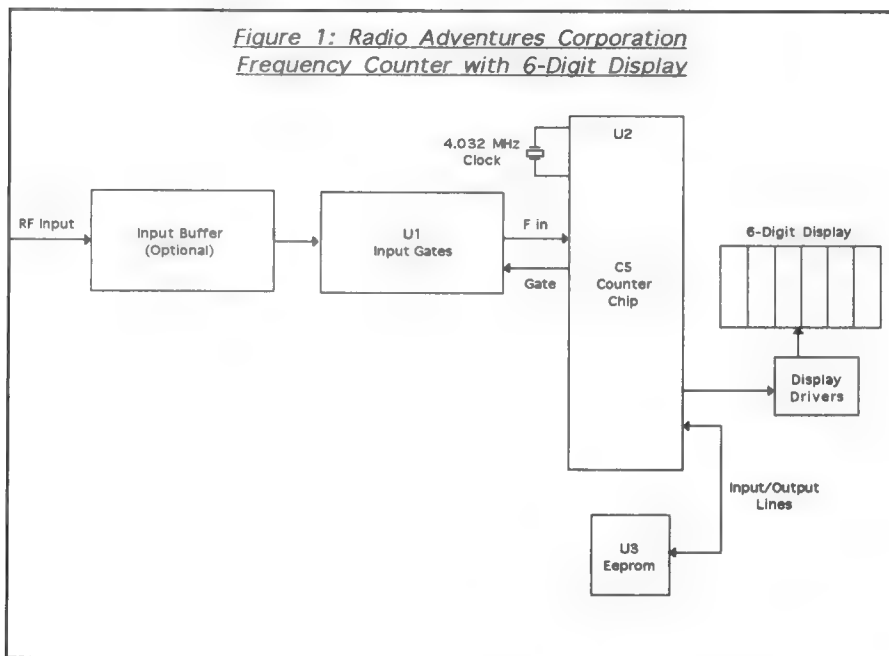 Figure 1: Radio Adventures Corporation
Frequency Counter with 6-Digit Display
4.032 MHz
Clock
U2
RF Input
Input Buffer
(Optional)
U1
Input Gates
F in
Gate
C5
Counter
Chip
6-Digit Display
Display
Drivers
Input/Output
Lines
U3
Eeprom